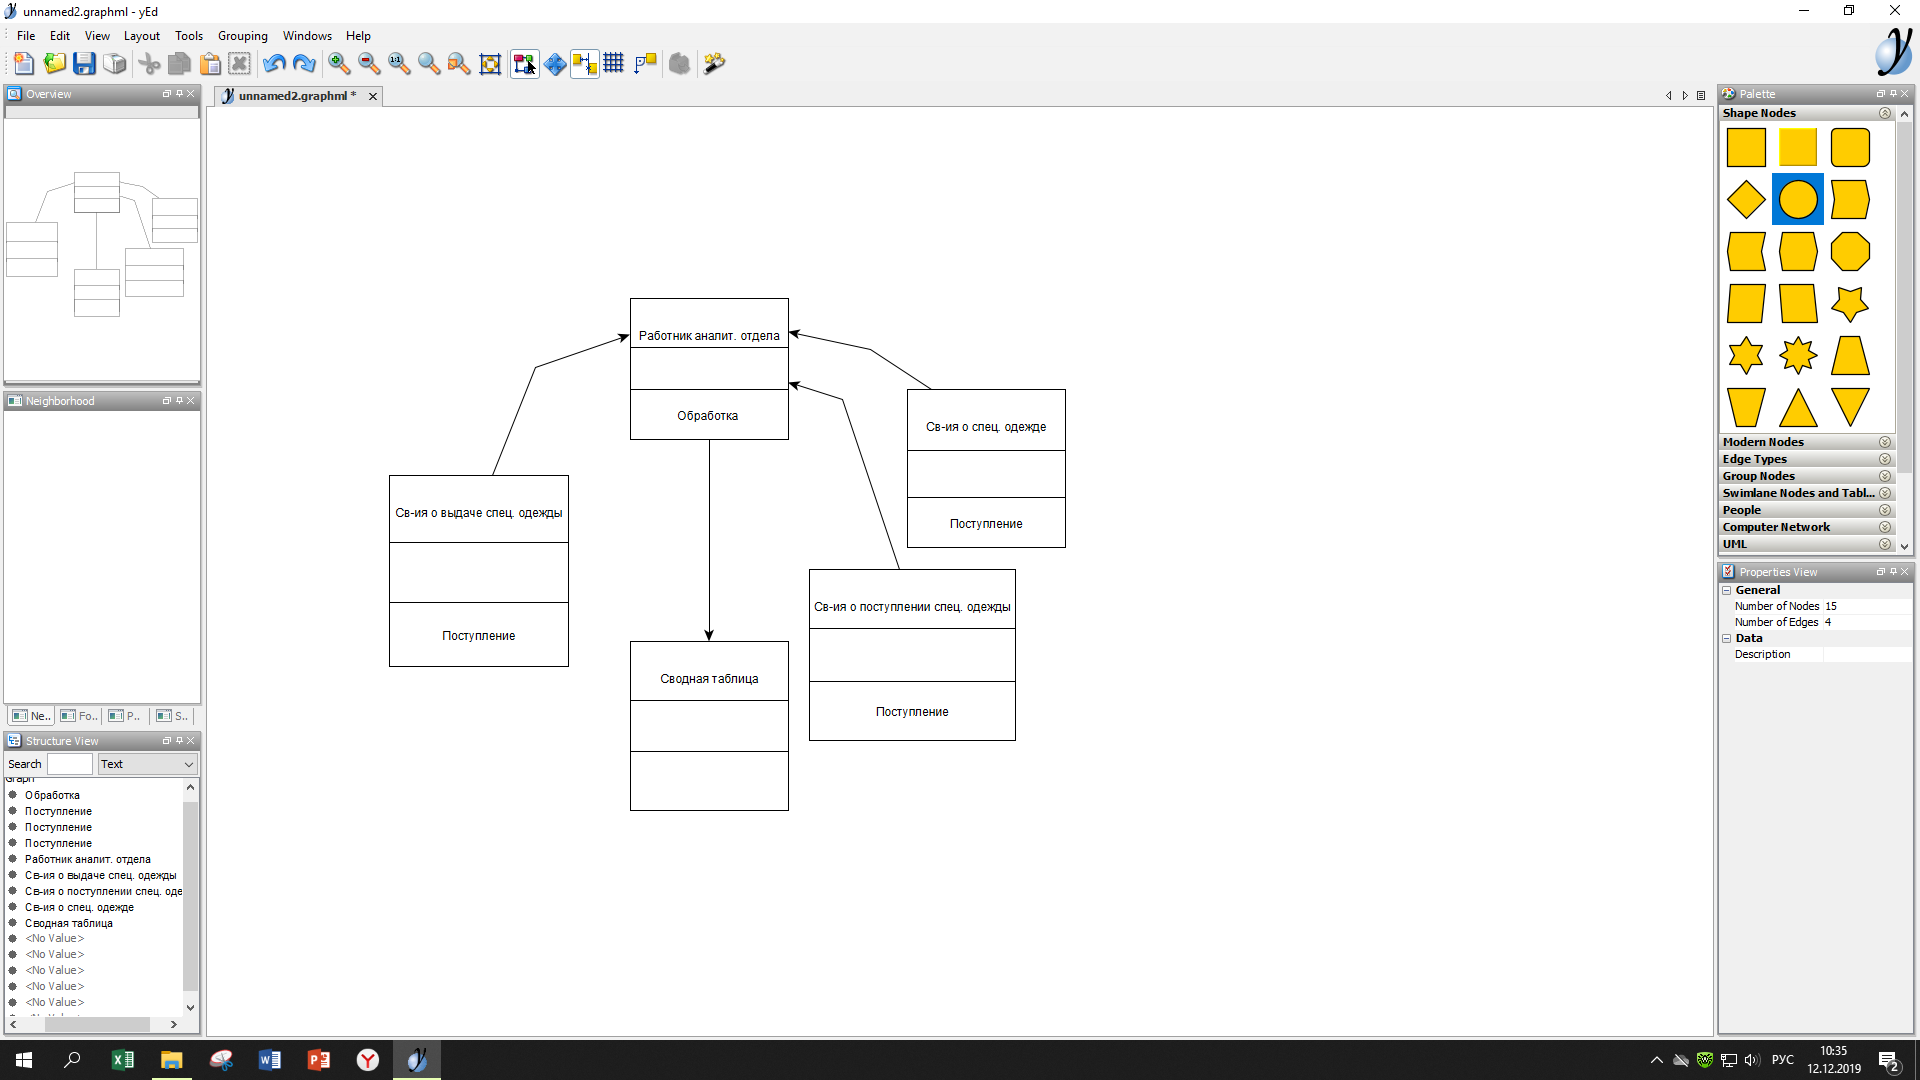 unnamed2.graphml - yEd
File Edit View Layout Tools Grouping Windows Help
1:1
Overview
unnamed2.graphml *
Palette
Shape Nodes
Modern Nodes
Edge Types
Group Nodes
Swimlane Nodes and Tabl...
People
Computer Network
UML
Properties View
General
Number of Nodes 15
Number of Edges 4
Data
Description
Neighborhood
Ne.. Fo.. P.. S..
Structure View
Search Text
Graph
Обработка
Поступление
Поступление
Поступление
Работник аналит. отдела
Св-ия о выдаче спец. одежды
Св-ия о поступлении спец. оде
Св-ия о спец. одежде
Сводная таблица
<No Value>
<No Value>
<No Value>
<No Value>
<No Value>
Работник аналит. отдела
Обработка
Св-ия о спец. одежде
Поступление
Св-ия о выдаче спец. одежды
Поступление
Св-ия о поступлении спец. одежды
Поступление
Сводная таблица
РУС
10:35
12.12.2019
2